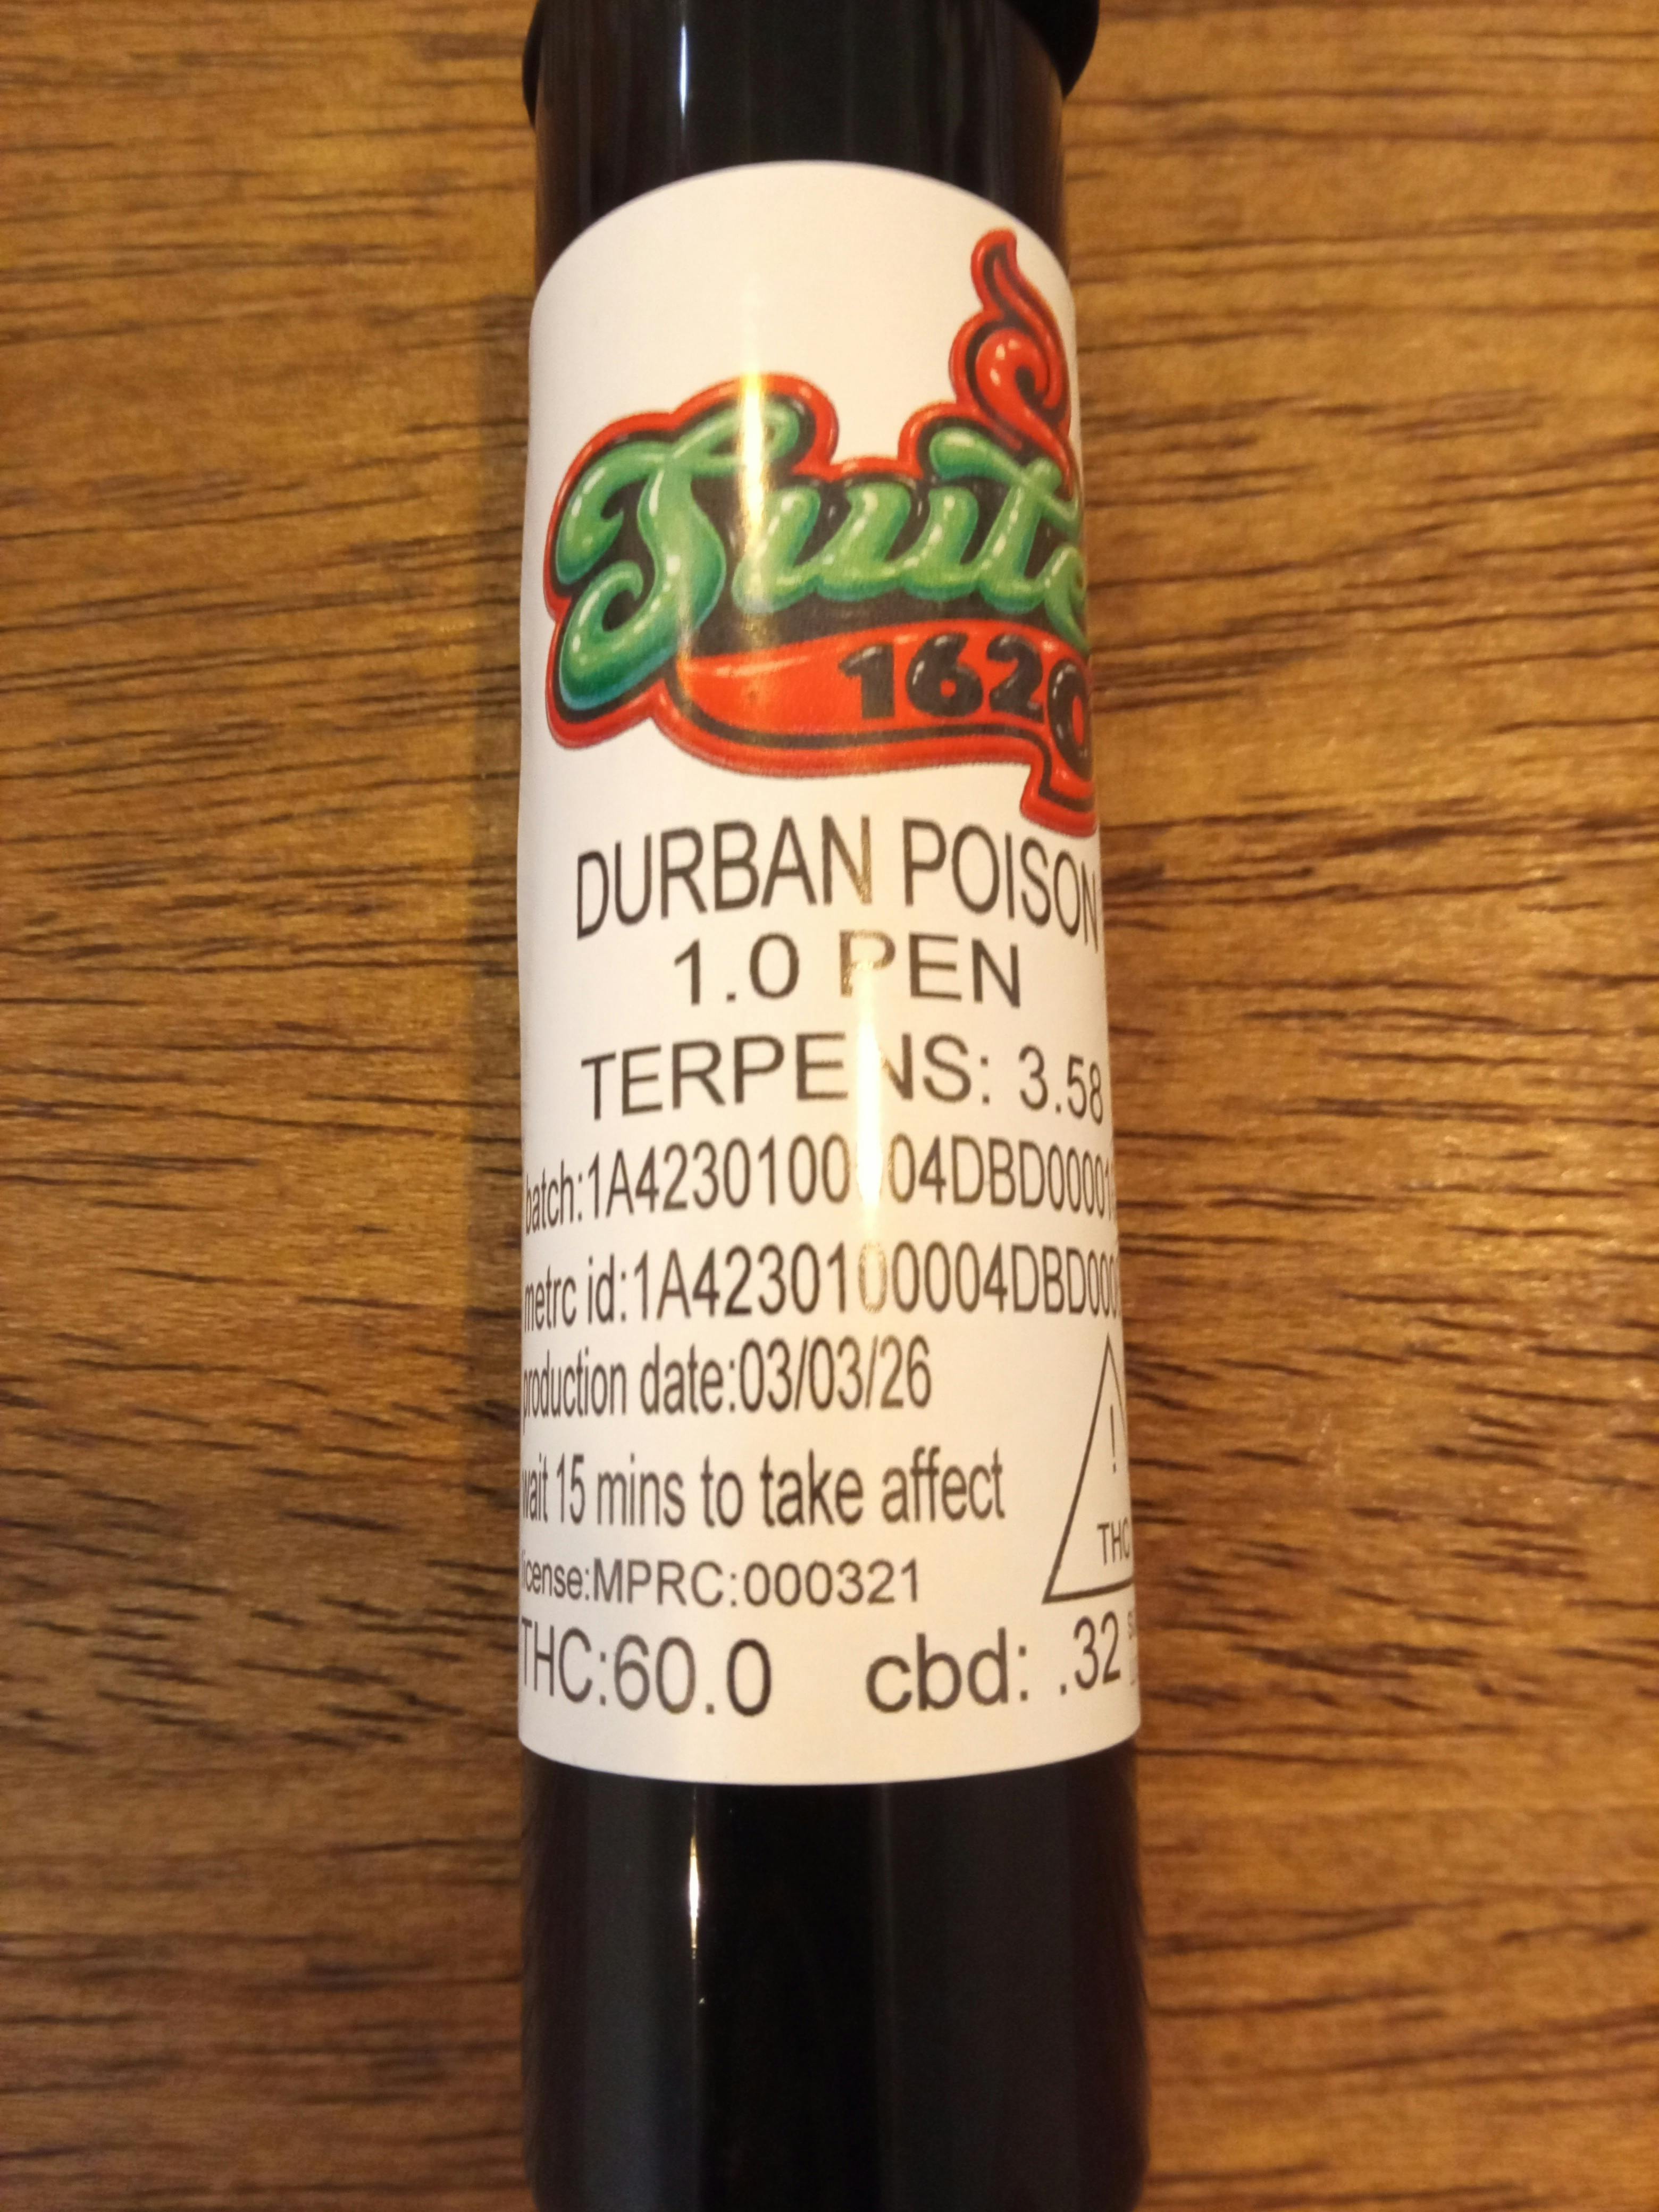 Suite
1620
DURBAN POISON
1.0 PEN
TERPENS: 3.58
batch:
metrc id:1A4230100004DBD000
production date:03/03/26
wait 15 mins to take affect
license:MPRC:000321
!
THC
THC:60.0 cbd: .32